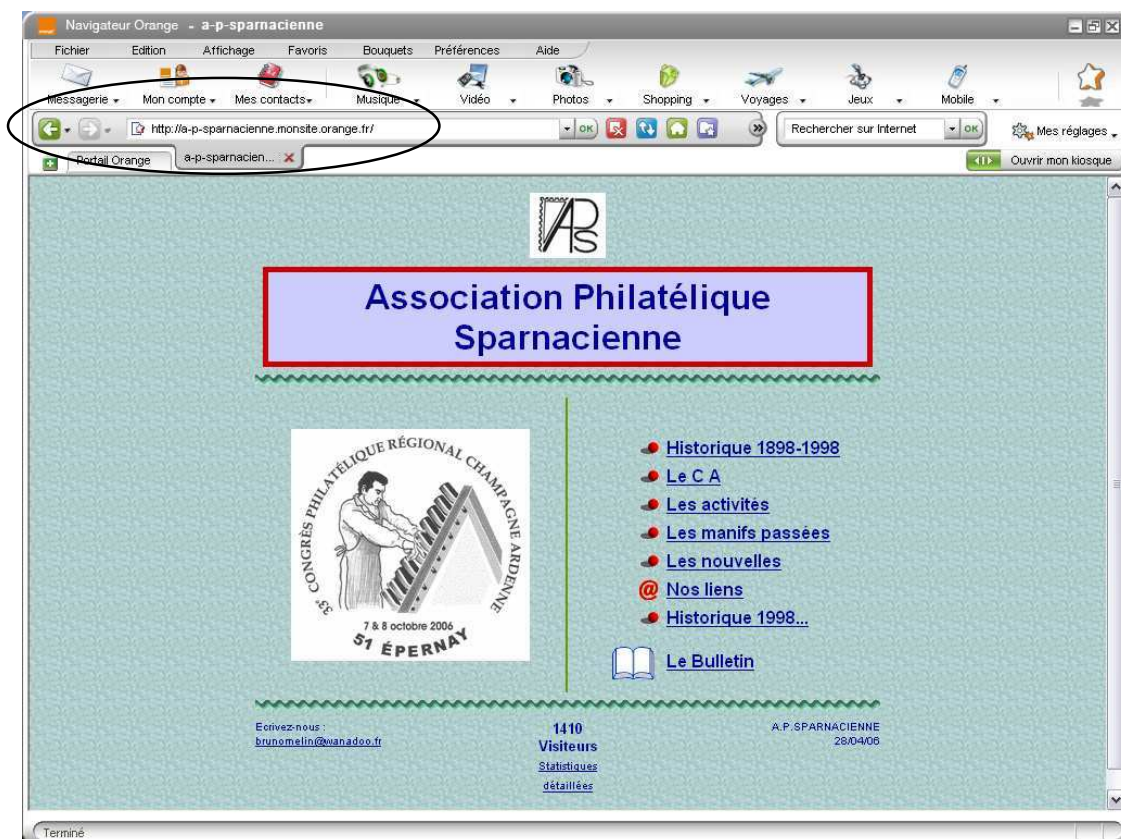 Navigateur Orange - a-p-sparnacienne
Fichier Edition Affichage Favoris Bouquets Préférences Aide
Messagerie Mon compte Mes contacts Musique Vidéo Photos Shopping Voyages Jeux Mobile
http://a-p-sparnacienne.monsite.orange.fr/ OK Rechercher sur Internet OK Mes réglages
Portail Orange a-p-sparnacien... Ouvrir mon kiosque
APS
Association Philatélique
Sparnacienne
33e CONGRÈS PHILATÉLIQUE RÉGIONAL CHAMPAGNE ARDENNE
7 & 8 octobre 2006
51 ÉPERNAY
Historique 1898-1998
Le C A
Les activités
Les manifs passées
Les nouvelles
@ Nos liens
Historique 1998...
Le Bulletin
Ecrivez-nous :
brunomelin@wanadoo.fr
1410
Visiteurs
Statistiques
détaillées
A.P.SPARNACIENNE
28/04/06
Terminé